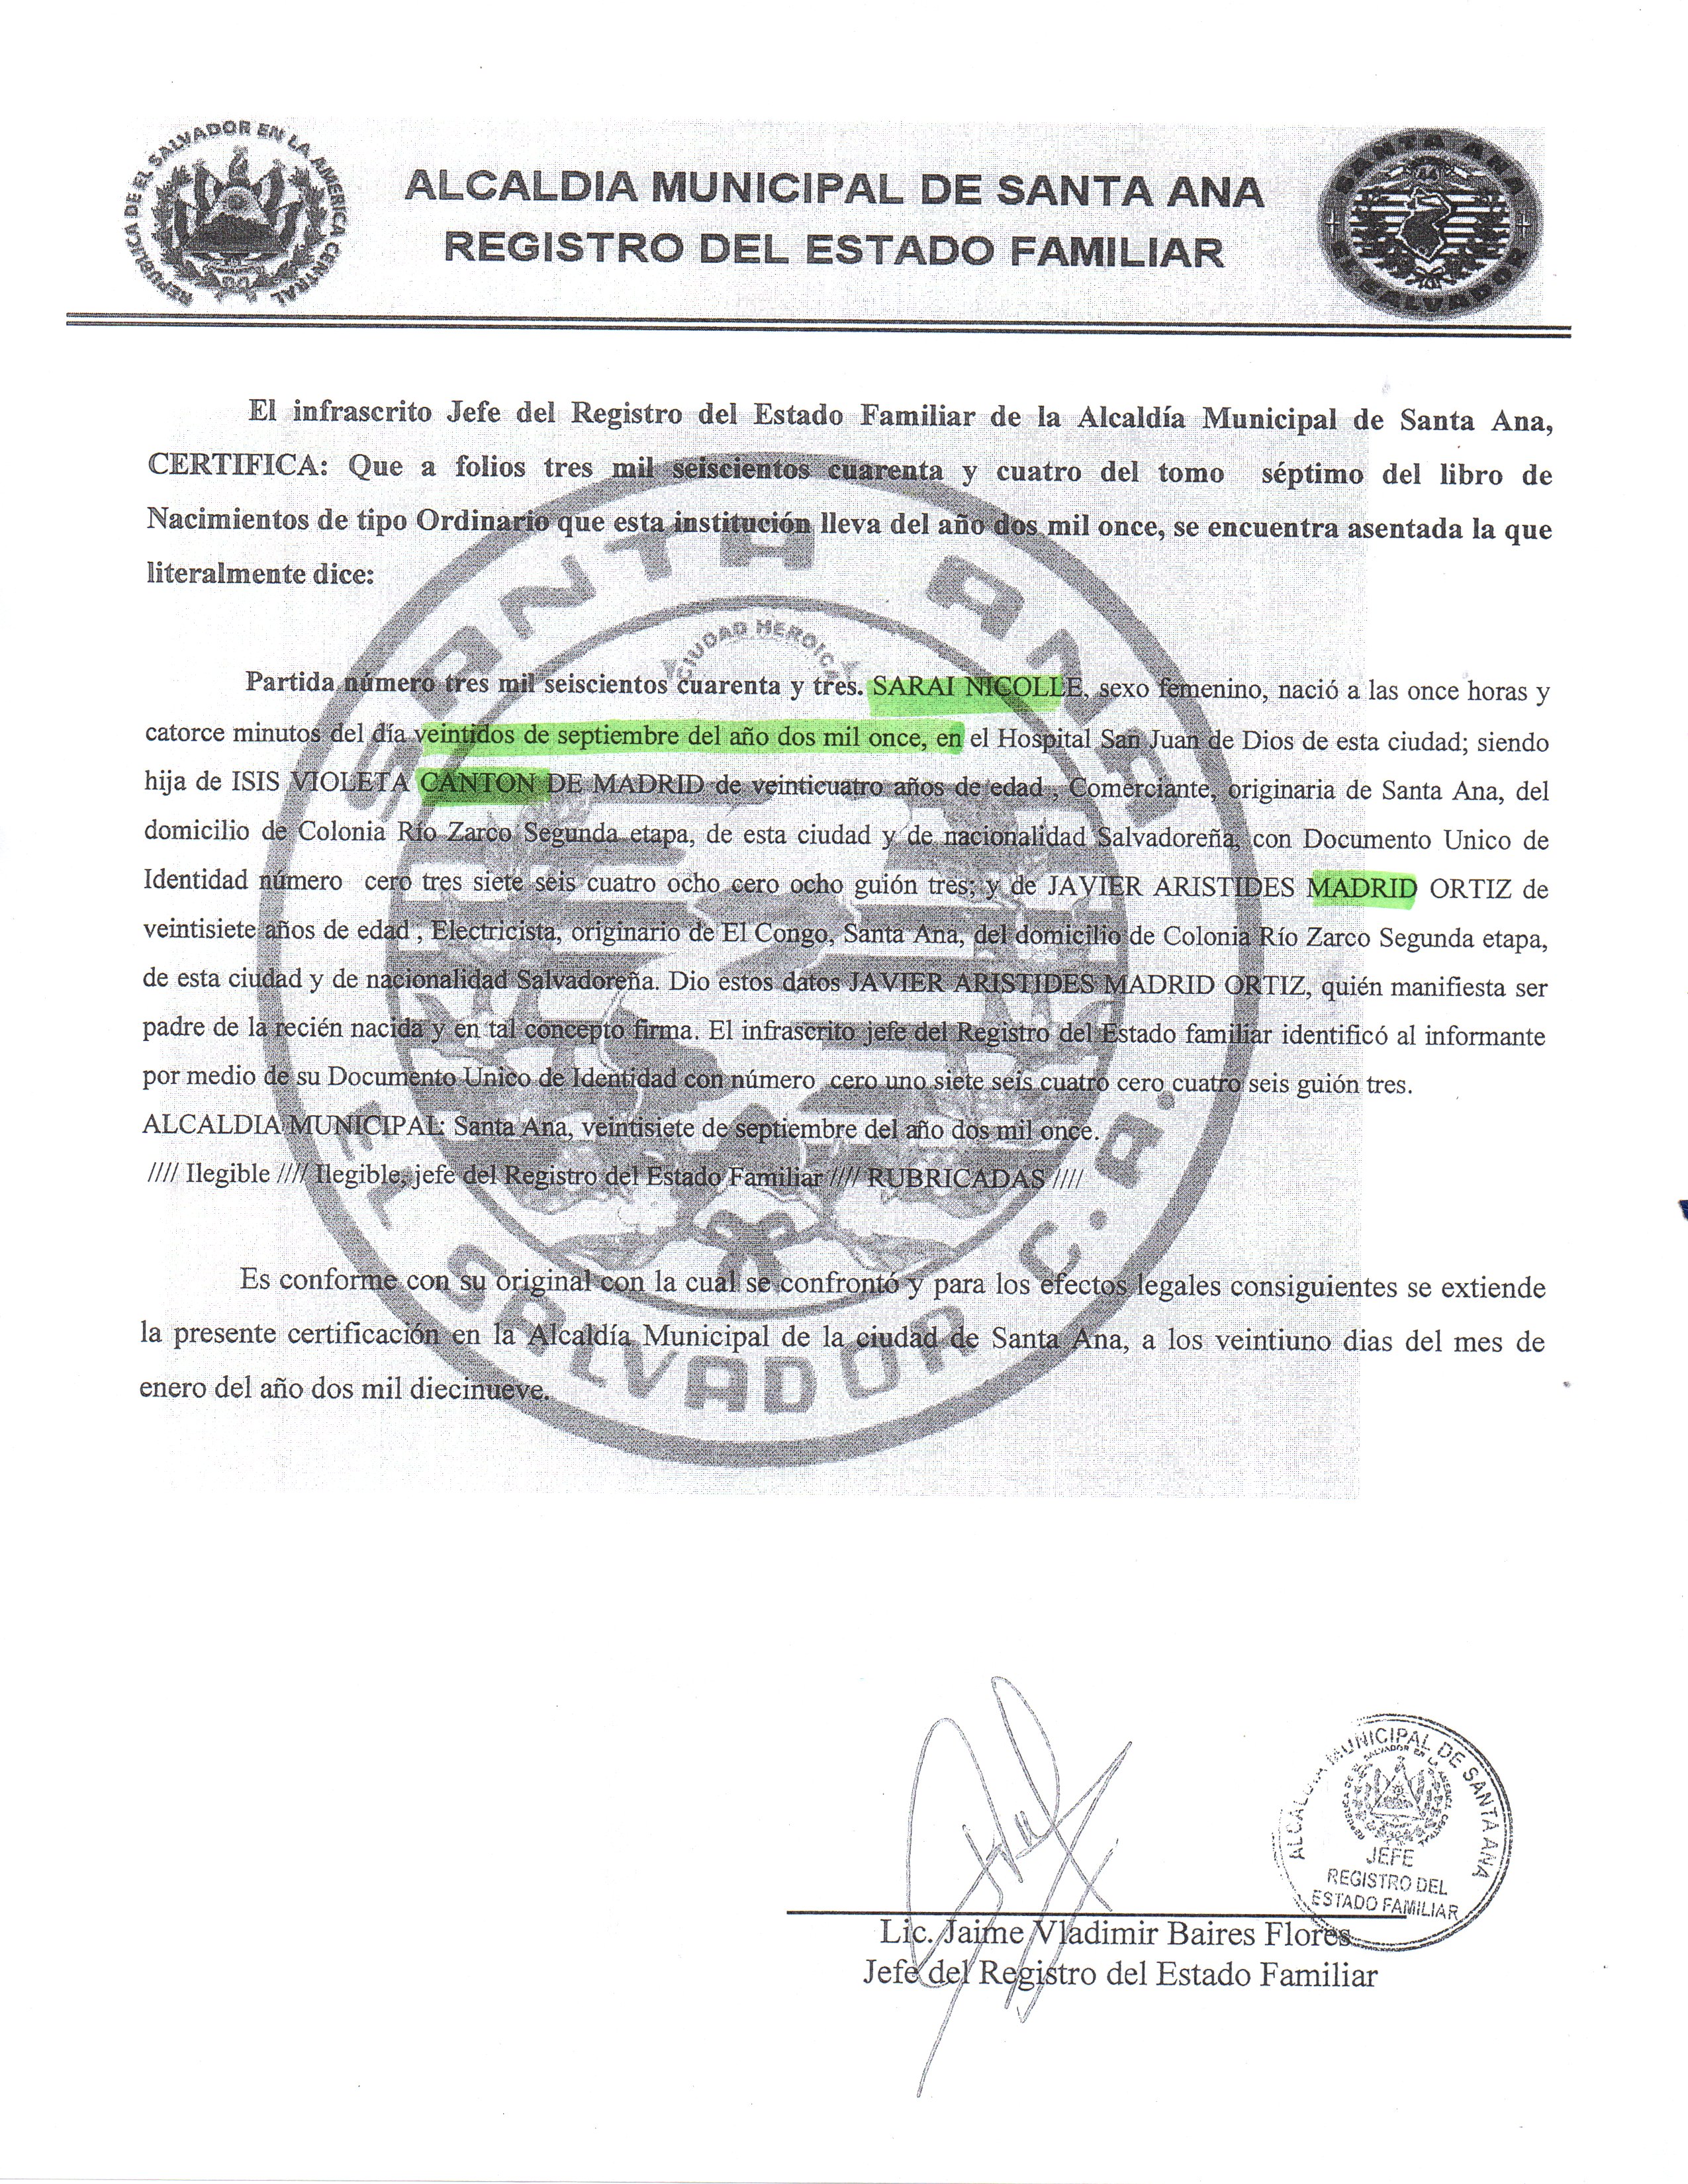 REPUBLICA DE EL SALVADOR EN LA AMERICA CENTRAL
ALCALDIA MUNICIPAL DE SANTA ANA
REGISTRO DEL ESTADO FAMILIAR
SANTA ANA
EL SALVADOR
El infrascrito Jefe del Registro del Estado Familiar de la Alcaldía Municipal de Santa Ana,
CERTIFICA: Que a folios tres mil seiscientos cuarenta y cuatro del tomo séptimo del libro de
Nacimientos de tipo Ordinario que esta institución lleva del año dos mil once, se encuentra asentada la que
literalmente dice:
SANTA ANA
CIUDAD HEROICA
EL SALVADOR C.A.
Partida número tres mil seiscientos cuarenta y tres. SARAI NICOLLE, sexo femenino, nació a las once horas y
catorce minutos del día veintidos de septiembre del año dos mil once, en el Hospital San Juan de Dios de esta ciudad; siendo
hija de ISIS VIOLETA CANTON DE MADRID de veinticuatro años de edad , Comerciante, originaria de Santa Ana, del
domicilio de Colonia Río Zarco Segunda etapa, de esta ciudad y de nacionalidad Salvadoreña, con Documento Unico de
Identidad número cero tres siete seis cuatro ocho cero ocho guión tres; y de JAVIER ARISTIDES MADRID ORTIZ de
veintisiete años de edad , Electricista, originario de El Congo, Santa Ana, del domicilio de Colonia Río Zarco Segunda etapa,
de esta ciudad y de nacionalidad Salvadoreña. Dio estos datos JAVIER ARISTIDES MADRID ORTIZ, quién manifiesta ser
padre de la recién nacida y en tal concepto firma. El infrascrito jefe del Registro del Estado familiar identificó al informante
por medio de su Documento Unico de Identidad con número cero uno siete seis cuatro cero cuatro seis guión tres.
ALCALDIA MUNICIPAL: Santa Ana, veintisiete de septiembre del año dos mil once.
//// Ilegible //// Ilegible, jefe del Registro del Estado Familiar //// RUBRICADAS ////
Es conforme con su original con la cual se confrontó y para los efectos legales consiguientes se extiende
la presente certificación en la Alcaldía Municipal de la ciudad de Santa Ana, a los veintiuno dias del mes de
enero del año dos mil diecinueve.
ALCALDIA MUNICIPAL DE SANTA ANA
JEFE
REGISTRO DEL
ESTADO FAMILIAR
Lic. Jaime Vladimir Baires Flores
Jefe del Registro del Estado Familiar